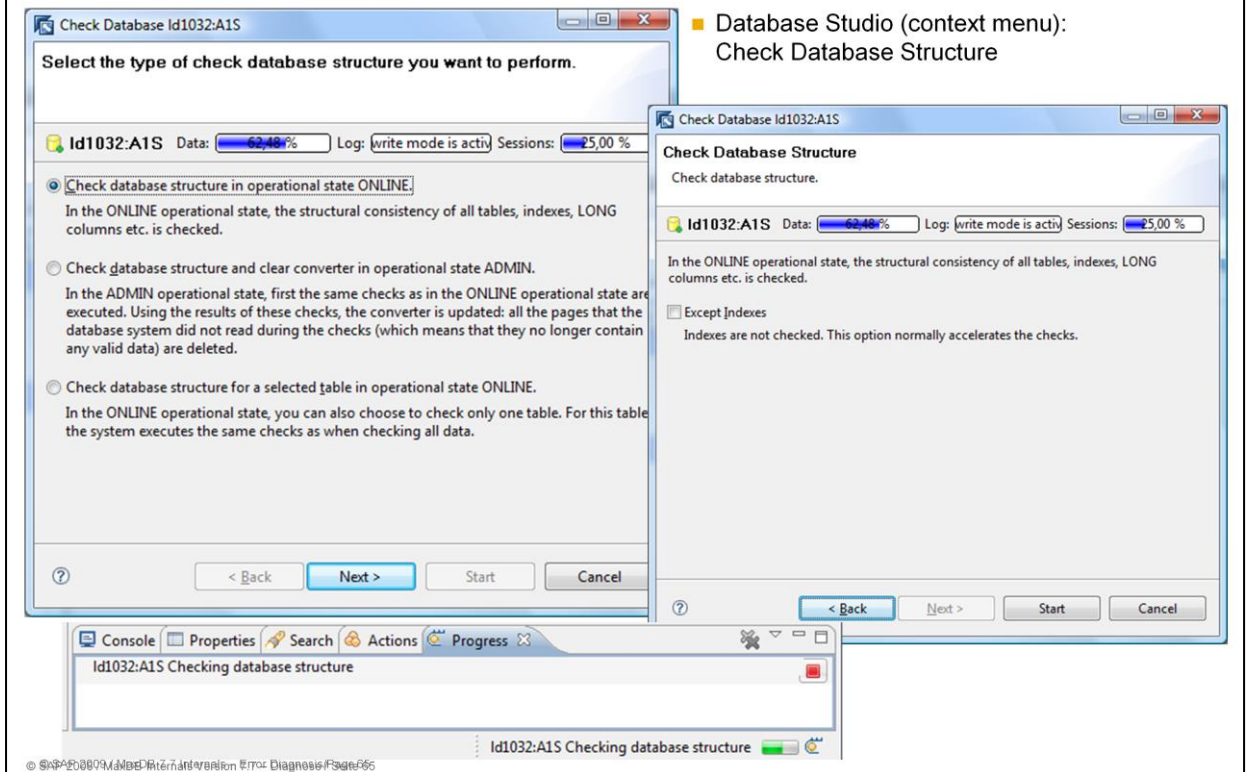 Check Database Id1032:A1S
Select the type of check database structure you want to perform.
Id1032:A1S Data: 62,48 % Log: write mode is activ Sessions: 25,00 %
Check database structure in operational state ONLINE.
In the ONLINE operational state, the structural consistency of all tables, indexes, LONG
columns etc. is checked.
Check database structure and clear converter in operational state ADMIN.
In the ADMIN operational state, first the same checks as in the ONLINE operational state are
executed. Using the results of these checks, the converter is updated: all the pages that the
database system did not read during the checks (which means that they no longer contain
any valid data) are deleted.
Check database structure for a selected table in operational state ONLINE.
In the ONLINE operational state, you can also choose to check only one table. For this table
the system executes the same checks as when checking all data.
< Back Next > Start Cancel
Database Studio (context menu):
Check Database Structure
Check Database Id1032:A1S
Check Database Structure
Check database structure.
Id1032:A1S Data: 62,48 % Log: write mode is activ Sessions: 25,00 %
In the ONLINE operational state, the structural consistency of all tables, indexes, LONG
columns etc. is checked.
Except Indexes
Indexes are not checked. This option normally accelerates the checks.
< Back Next > Start Cancel
Console Properties Search Actions Progress
Id1032:A1S Checking database structure
Id1032:A1S Checking database structure